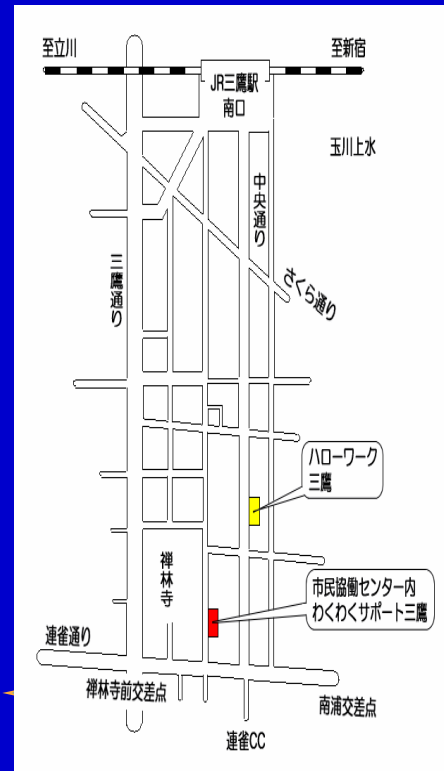 至立川
至新宿
JR三鷹駅
南口
玉川上水
中央通り
三鷹通り
さくら通り
ハローワーク
三鷹
禅林寺
市民協働センター内
わくわくサポート三鷹
連雀通り
禅林寺前交差点
南浦交差点
連雀CC